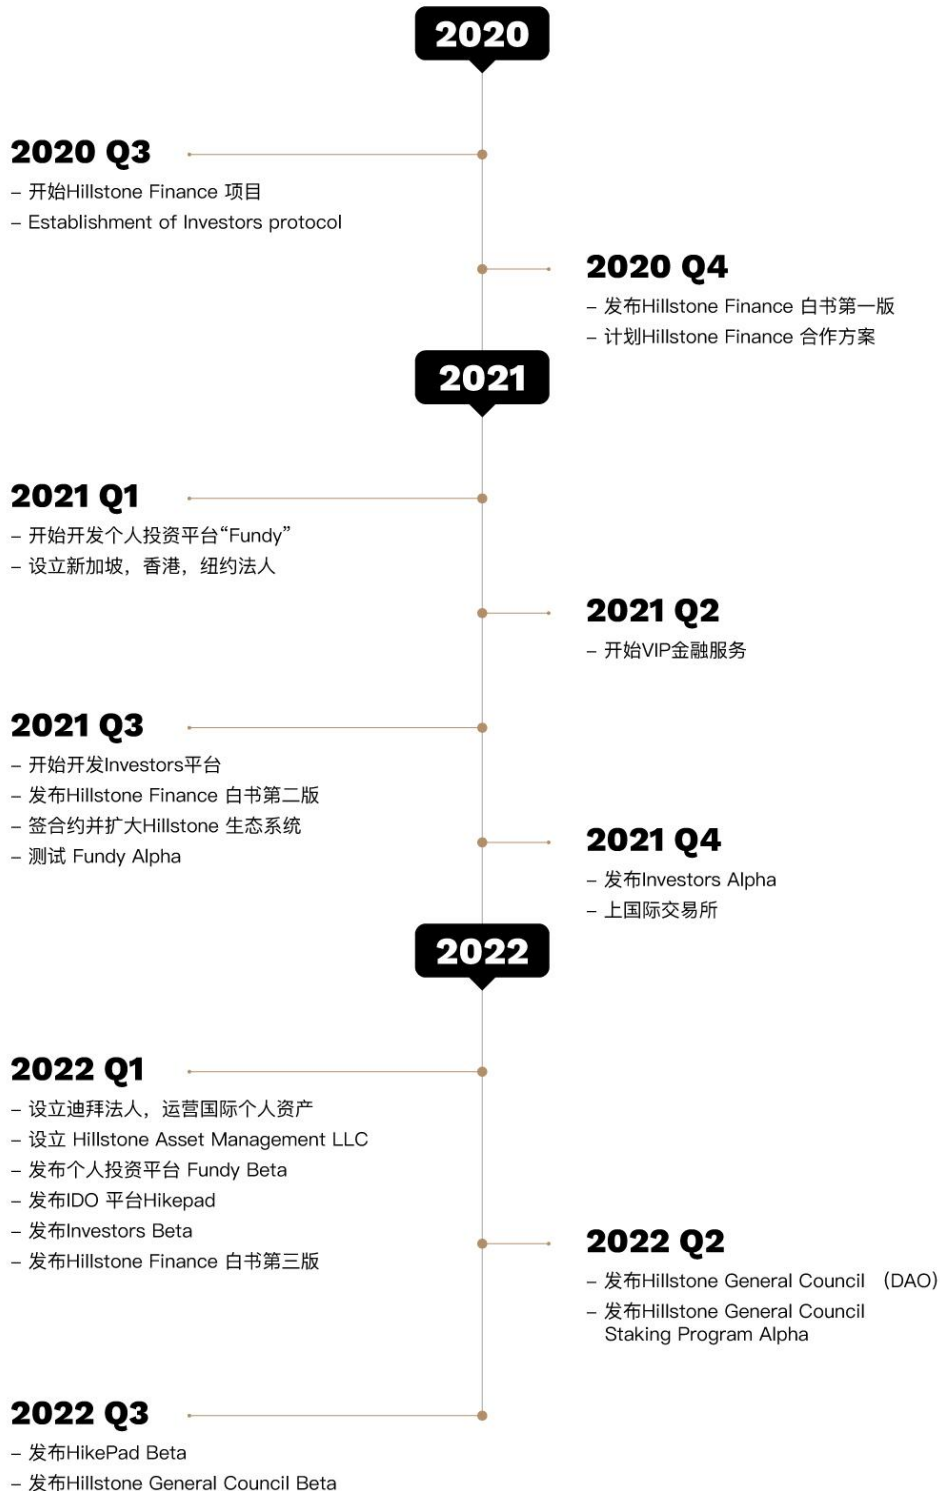 2020
2020 Q3
– 开始Hillstone Finance 项目
– Establishment of Investors protocol
2020 Q4
– 发布Hillstone Finance 白书第一版
– 计划Hillstone Finance 合作方案
2021
2021 Q1
– 开始开发个人投资平台“Fundy”
– 设立新加坡，香港，纽约法人
2021 Q2
– 开始VIP金融服务
2021 Q3
– 开始开发Investors平台
– 发布Hillstone Finance 白书第二版
– 签合约并扩大Hillstone 生态系统
– 测试 Fundy Alpha
2021 Q4
– 发布Investors Alpha
– 上国际交易所
2022
2022 Q1
– 设立迪拜法人，运营国际个人资产
– 设立 Hillstone Asset Management LLC
– 发布个人投资平台 Fundy Beta
– 发布IDO 平台Hikepad
– 发布Investors Beta
– 发布Hillstone Finance 白书第三版
2022 Q2
– 发布Hillstone General Council （DAO）
– 发布Hillstone General Council
Staking Program Alpha
2022 Q3
– 发布HikePad Beta
– 发布Hillstone General Council Beta